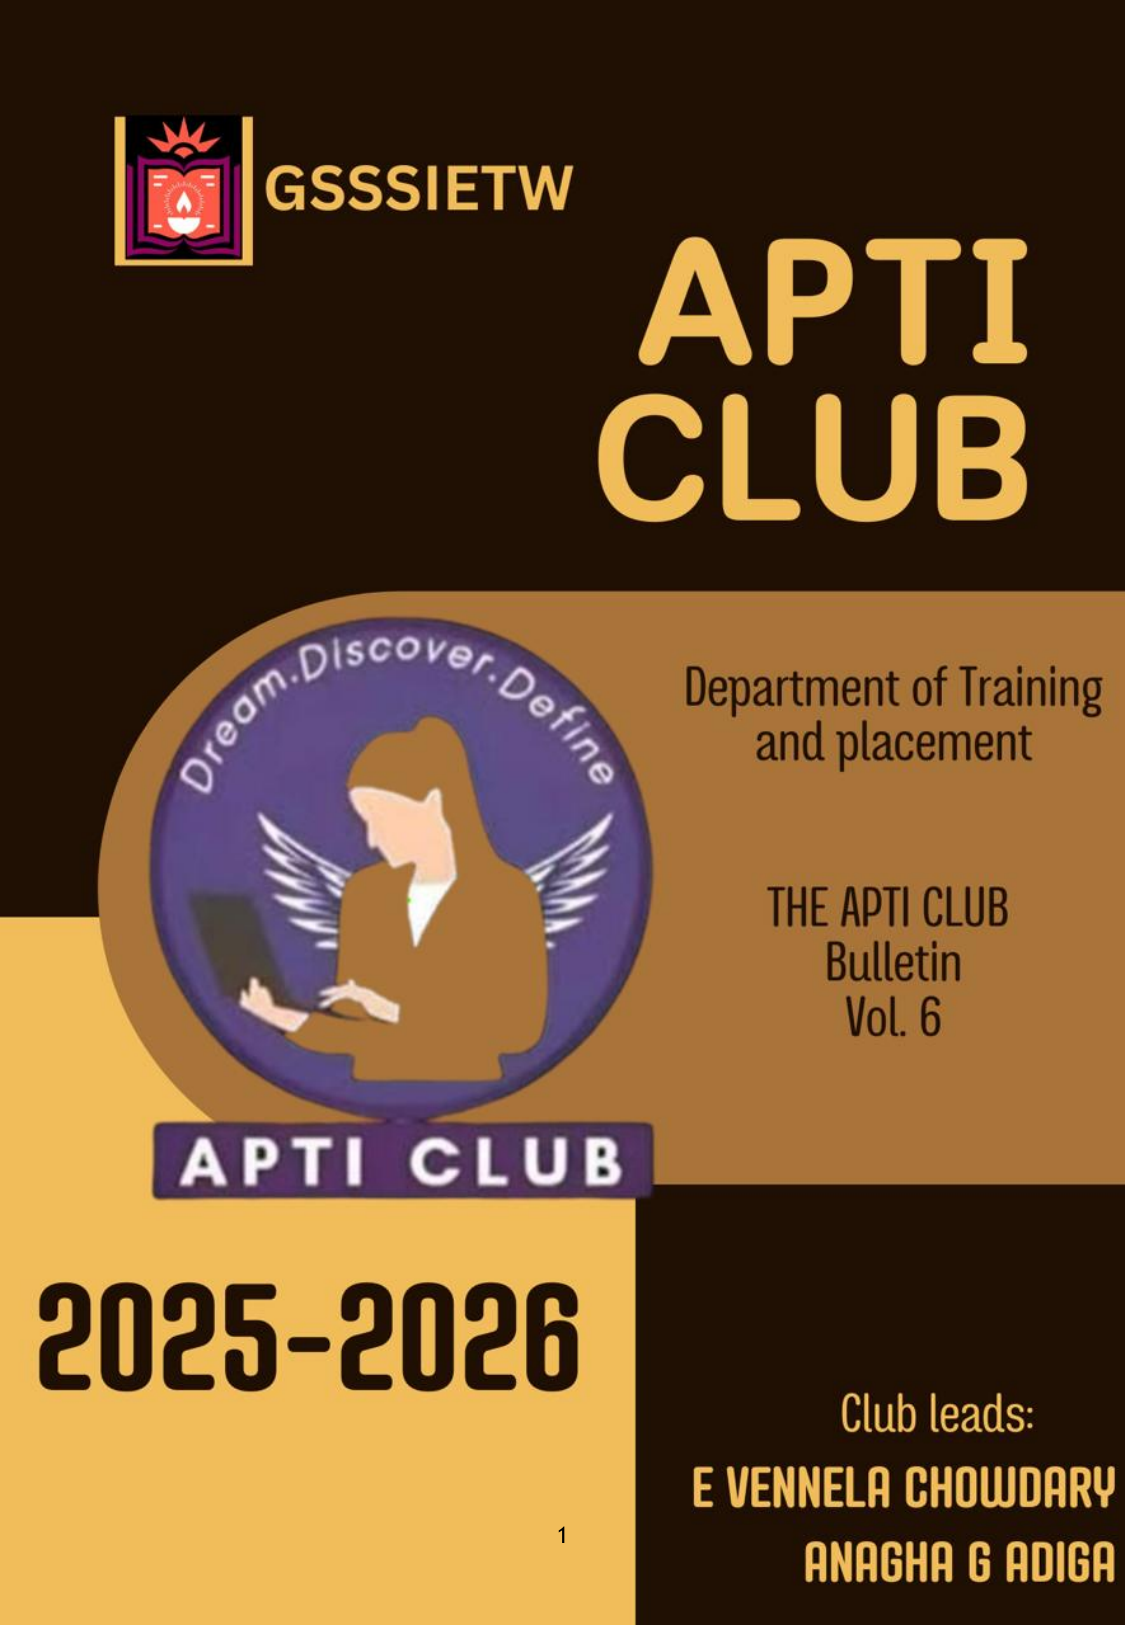 GSSSIETW
APTI
CLUB
Dream.Discover.Define
APTI CLUB
Department of Training
and placement
THE APTI CLUB
Bulletin
Vol. 6
2025-2026
Club leads:
E VENNELA CHOWDARY
ANAGHA G ADIGA
1